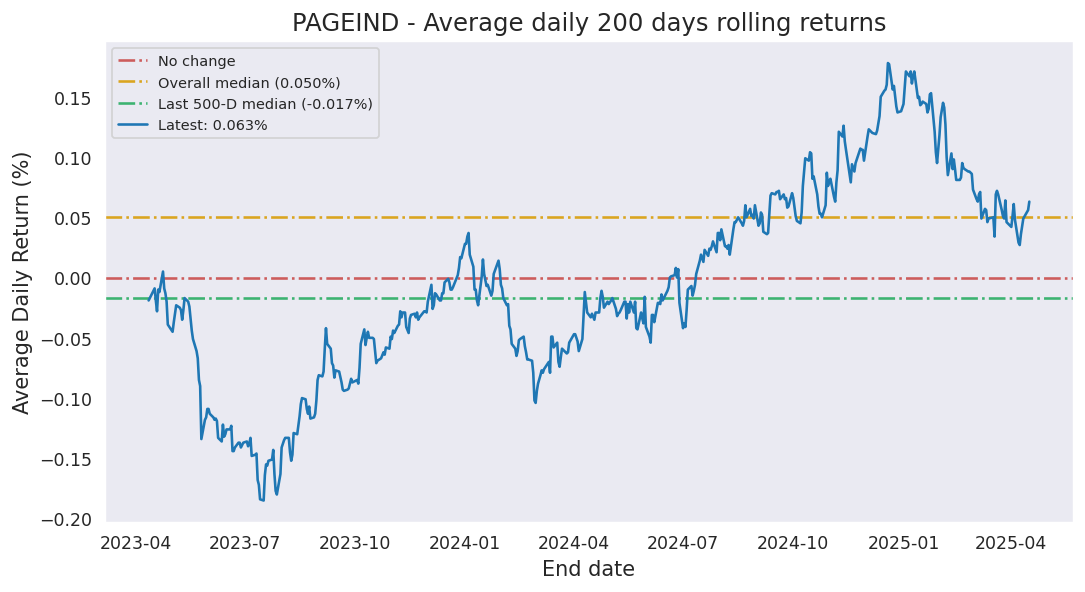 PAGEIND - Average daily 200 days rolling returns
No change
Overall median (0.050%)
Last 500-D median (-0.017%)
Latest: 0.063%
Average Daily Return (%)
0.15
0.10
0.05
0.00
−0.05
−0.10
−0.15
−0.20
2023-04 2023-07 2023-10 2024-01 2024-04 2024-07 2024-10 2025-01 2025-04
End date